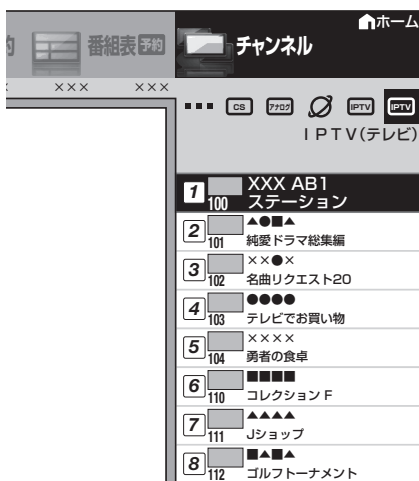 ホーム
約 番組表 予約 チャンネル
××× ×××
CS アナログ IPTV IPTV
IPTV(テレビ)
1 100 XXX AB1
ステーション
2 101 ▲●■▲
純愛ドラマ総集編
3 102 ××●×
名曲リクエスト20
4 103 ●●●●
テレビでお買い物
5 104 ××××
勇者の食卓
6 110 ■■■■
コレクション F
7 111 ▲▲▲▲
Jショップ
8 112 ■▲■▲
ゴルフトーナメント